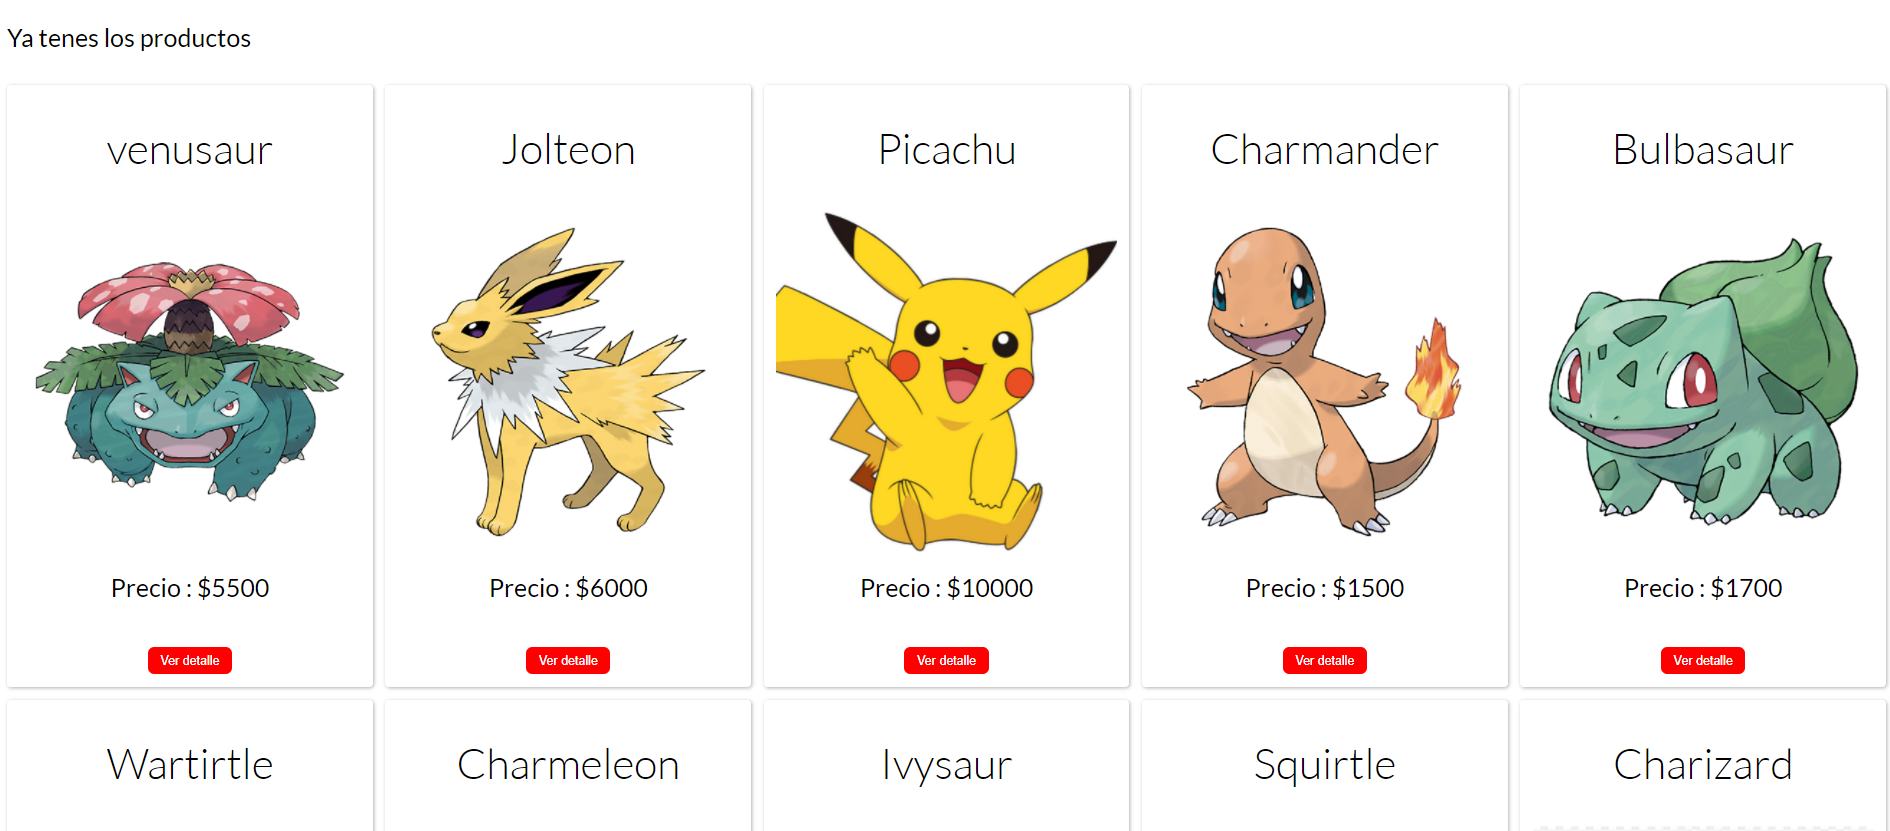 Ya tenes los productos
venusaur
Jolteon
Picachu
Charmander
Bulbasaur
Precio : $5500
Precio : $6000
Precio : $10000
Precio : $1500
Precio : $1700
Ver detalle
Ver detalle
Ver detalle
Ver detalle
Ver detalle
Wartirtle
Charmeleon
Ivysaur
Squirtle
Charizard